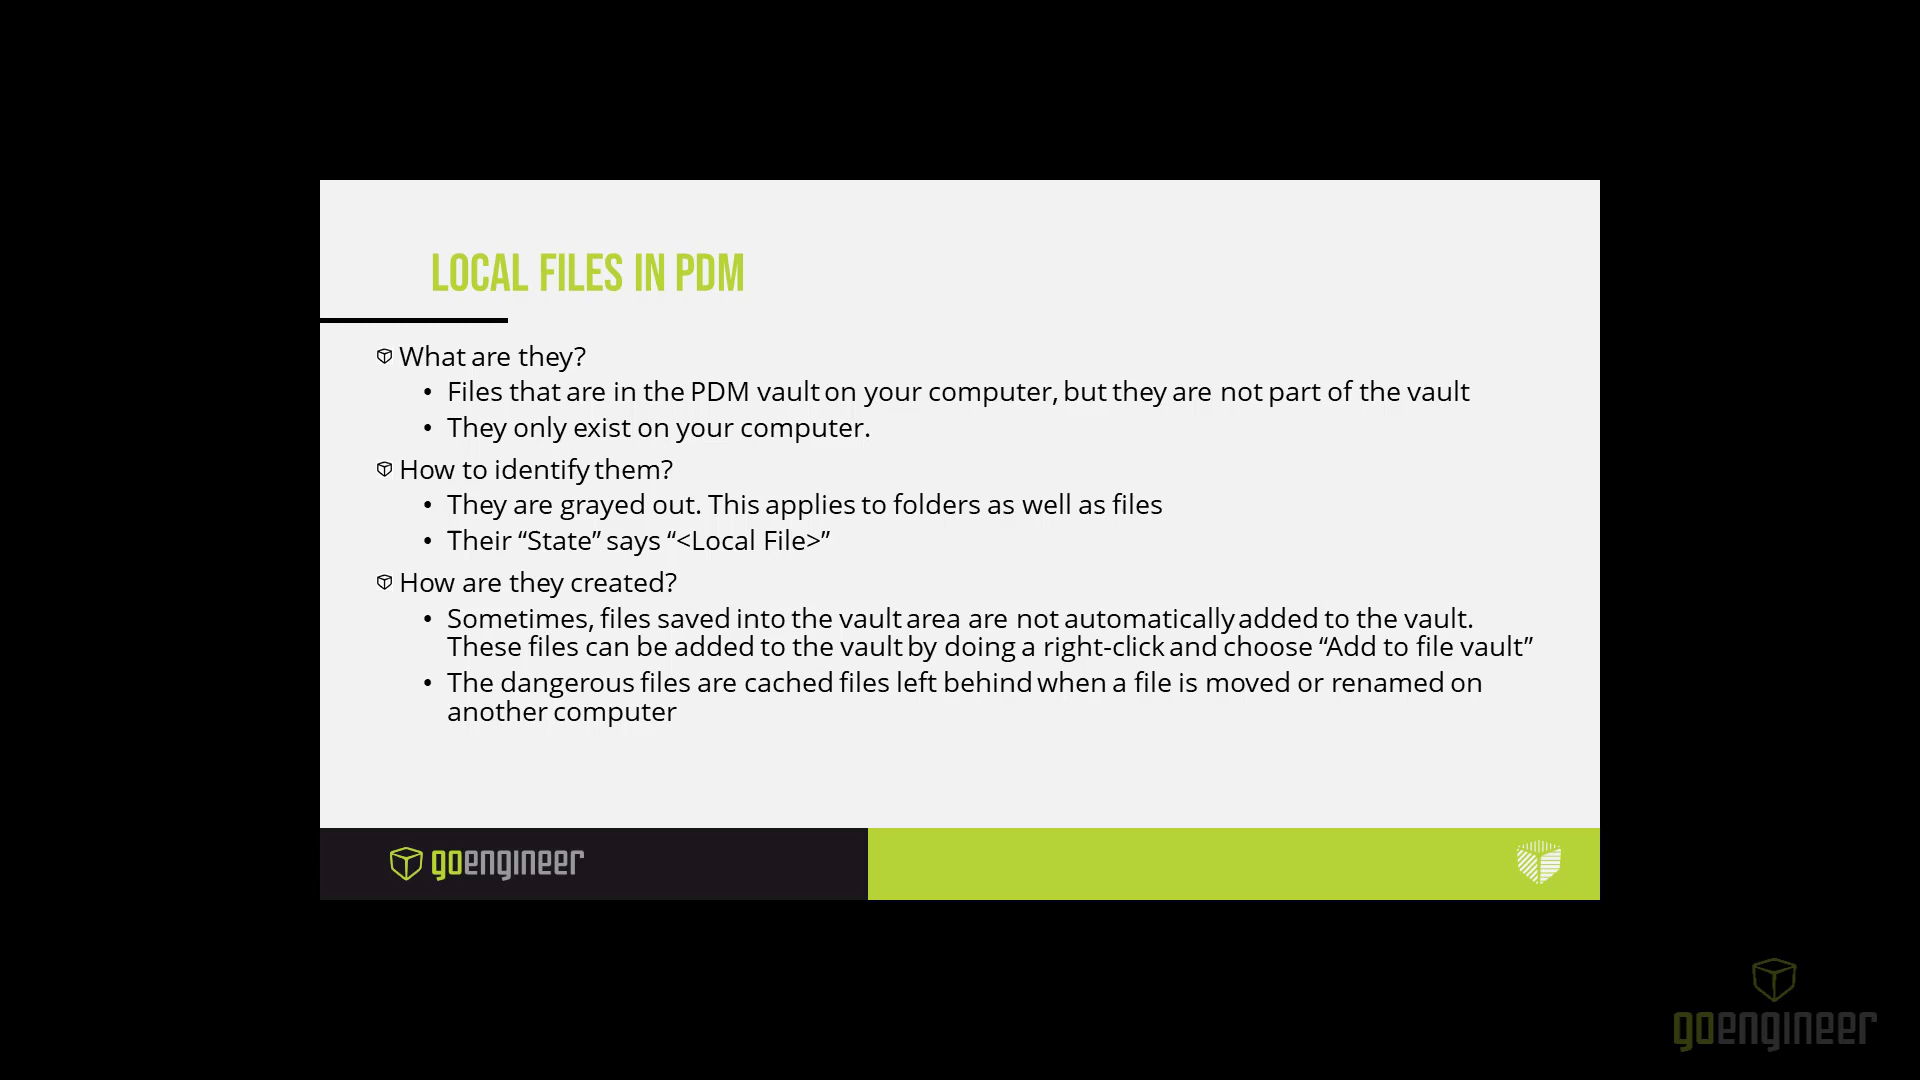 LOCAL FILES IN PDM
What are they?
• Files that are in the PDM vault on your computer, but they are not part of the vault
• They only exist on your computer.
How to identify them?
• They are grayed out. This applies to folders as well as files
• Their “State” says “<Local File>”
How are they created?
• Sometimes, files saved into the vault area are not automatically added to the vault.
These files can be added to the vault by doing a right-click and choose “Add to file vault”
• The dangerous files are cached files left behind when a file is moved or renamed on
another computer
goengineer
goengineer